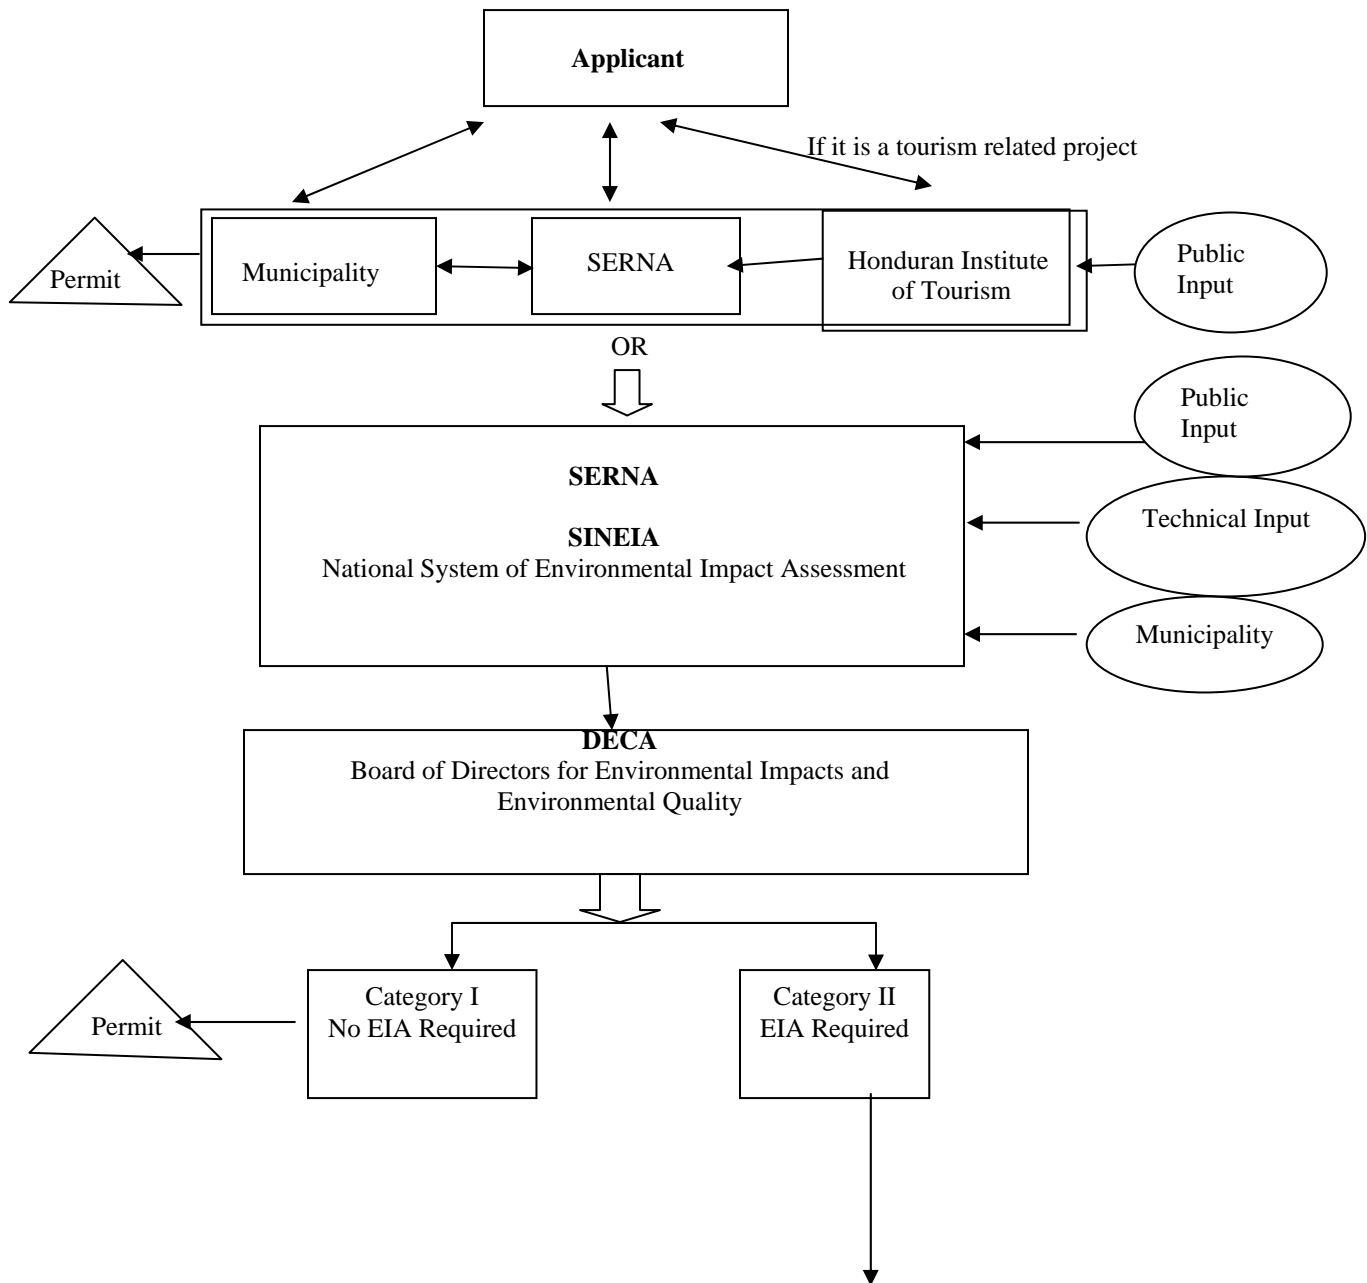 Applicant
If it is a tourism related project
Permit
Municipality
SERNA
Honduran Institute
of Tourism
Public
Input
OR
Public
Input
SERNA
SINEIA
National System of Environmental Impact Assessment
Technical Input
Municipality
DECA
Board of Directors for Environmental Impacts and
Environmental Quality
Permit
Category I
No EIA Required
Category II
EIA Required